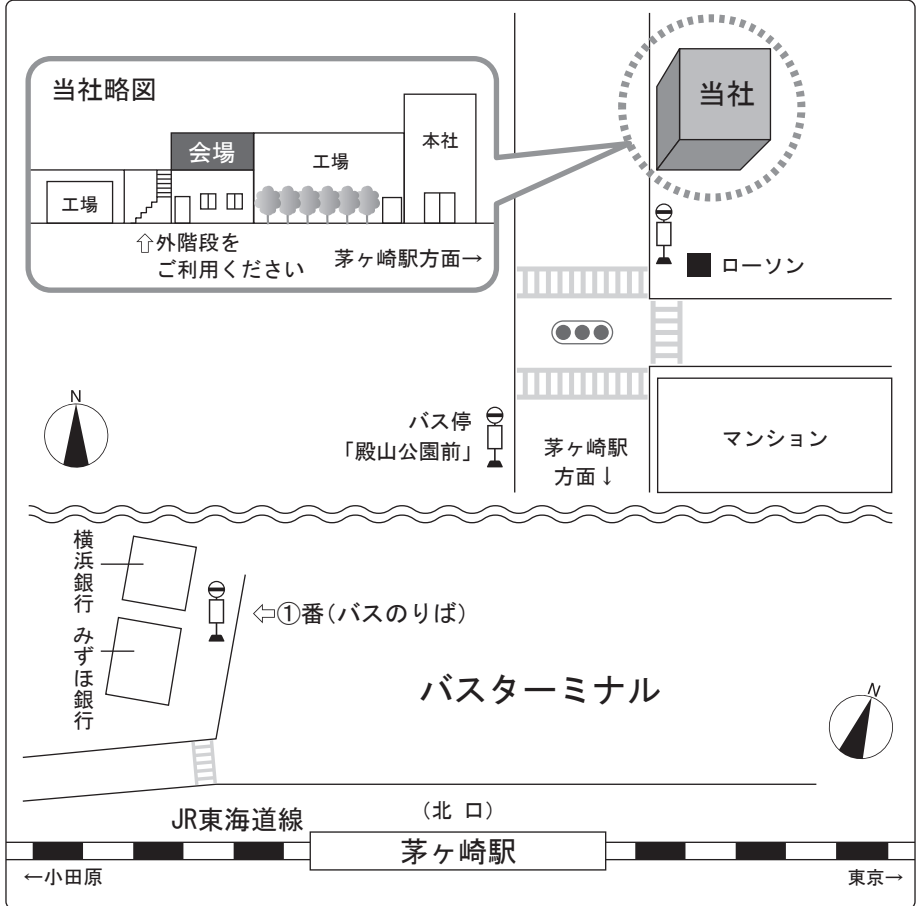 当社略図
会場
工場
本社
工場
⇧外階段を
ご利用ください
茅ヶ崎駅方面→
当社
ローソン
N
バス停
「殿山公園前」
茅ヶ崎駅
方面↓
マンション
横浜銀行
みずほ銀行
⇦①番(バスのりば)
バスターミナル
N
(北 口)
JR東海道線
茅ヶ崎駅
←小田原
東京→